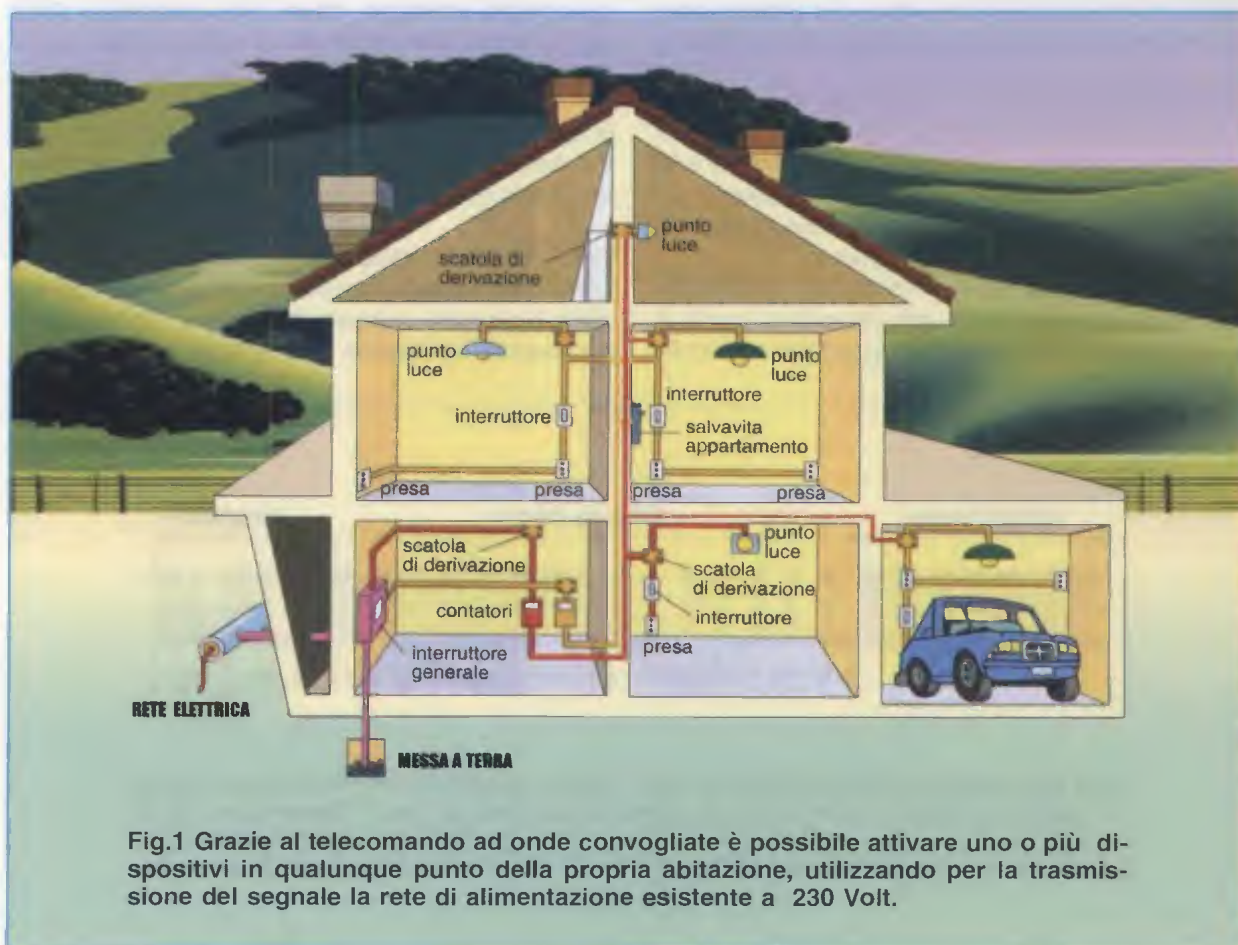 punto
luce
scatola di
derivazione
punto
luce
punto
luce
interruttore
interruttore
salvavita
appartamento
presa
presa
presa
presa
scatola
di derivazione
punto
luce
scatola
di derivazione
contatori
interruttore
presa
interruttore
generale
RETE ELETTRICA
MESSA A TERRA
Fig.1 Grazie al telecomando ad onde convogliate è possibile attivare uno o più di-
spositivi in qualunque punto della propria abitazione, utilizzando per la trasmis-
sione del segnale la rete di alimentazione esistente a 230 Volt.